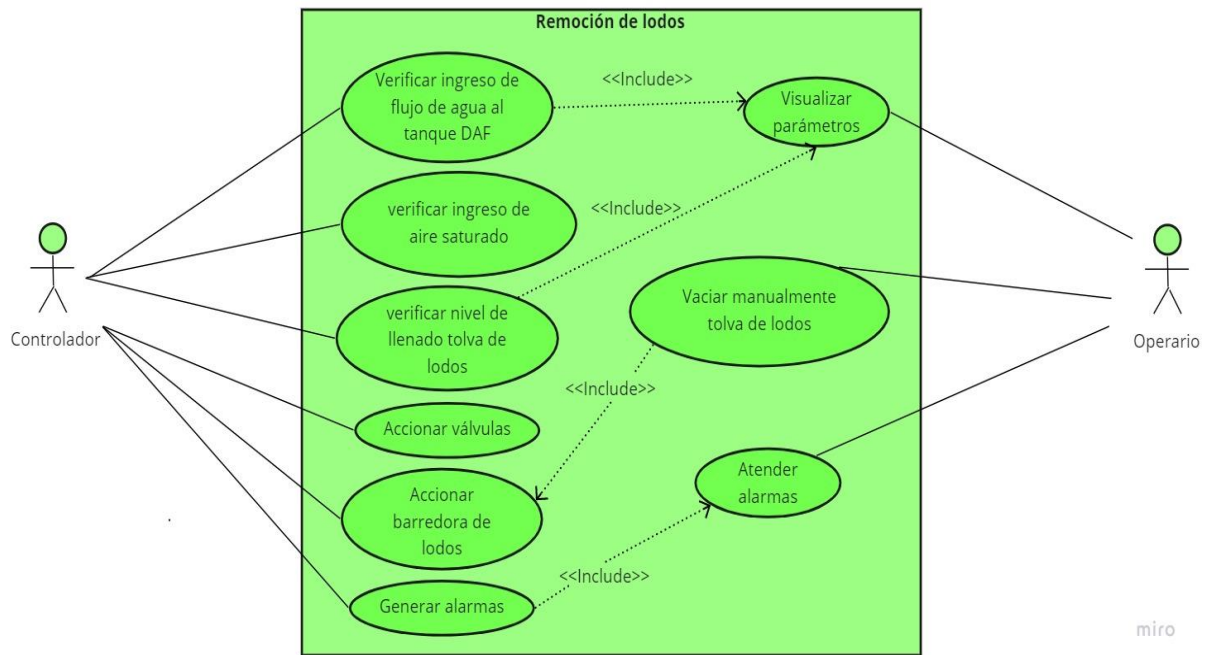 Remoción de lodos
Verificar ingreso de
flujo de agua al
tanque DAF
<<Include>>
Visualizar
parámetros
verificar ingreso de
aire saturado
<<Include>>
Controlador
verificar nivel de
llenado tolva de
lodos
Vaciar manualmente
tolva de lodos
Operario
<<Include>>
Accionar válvulas
Accionar
barredora de
lodos
Atender
alarmas
<<Include>>
Generar alarmas
miro